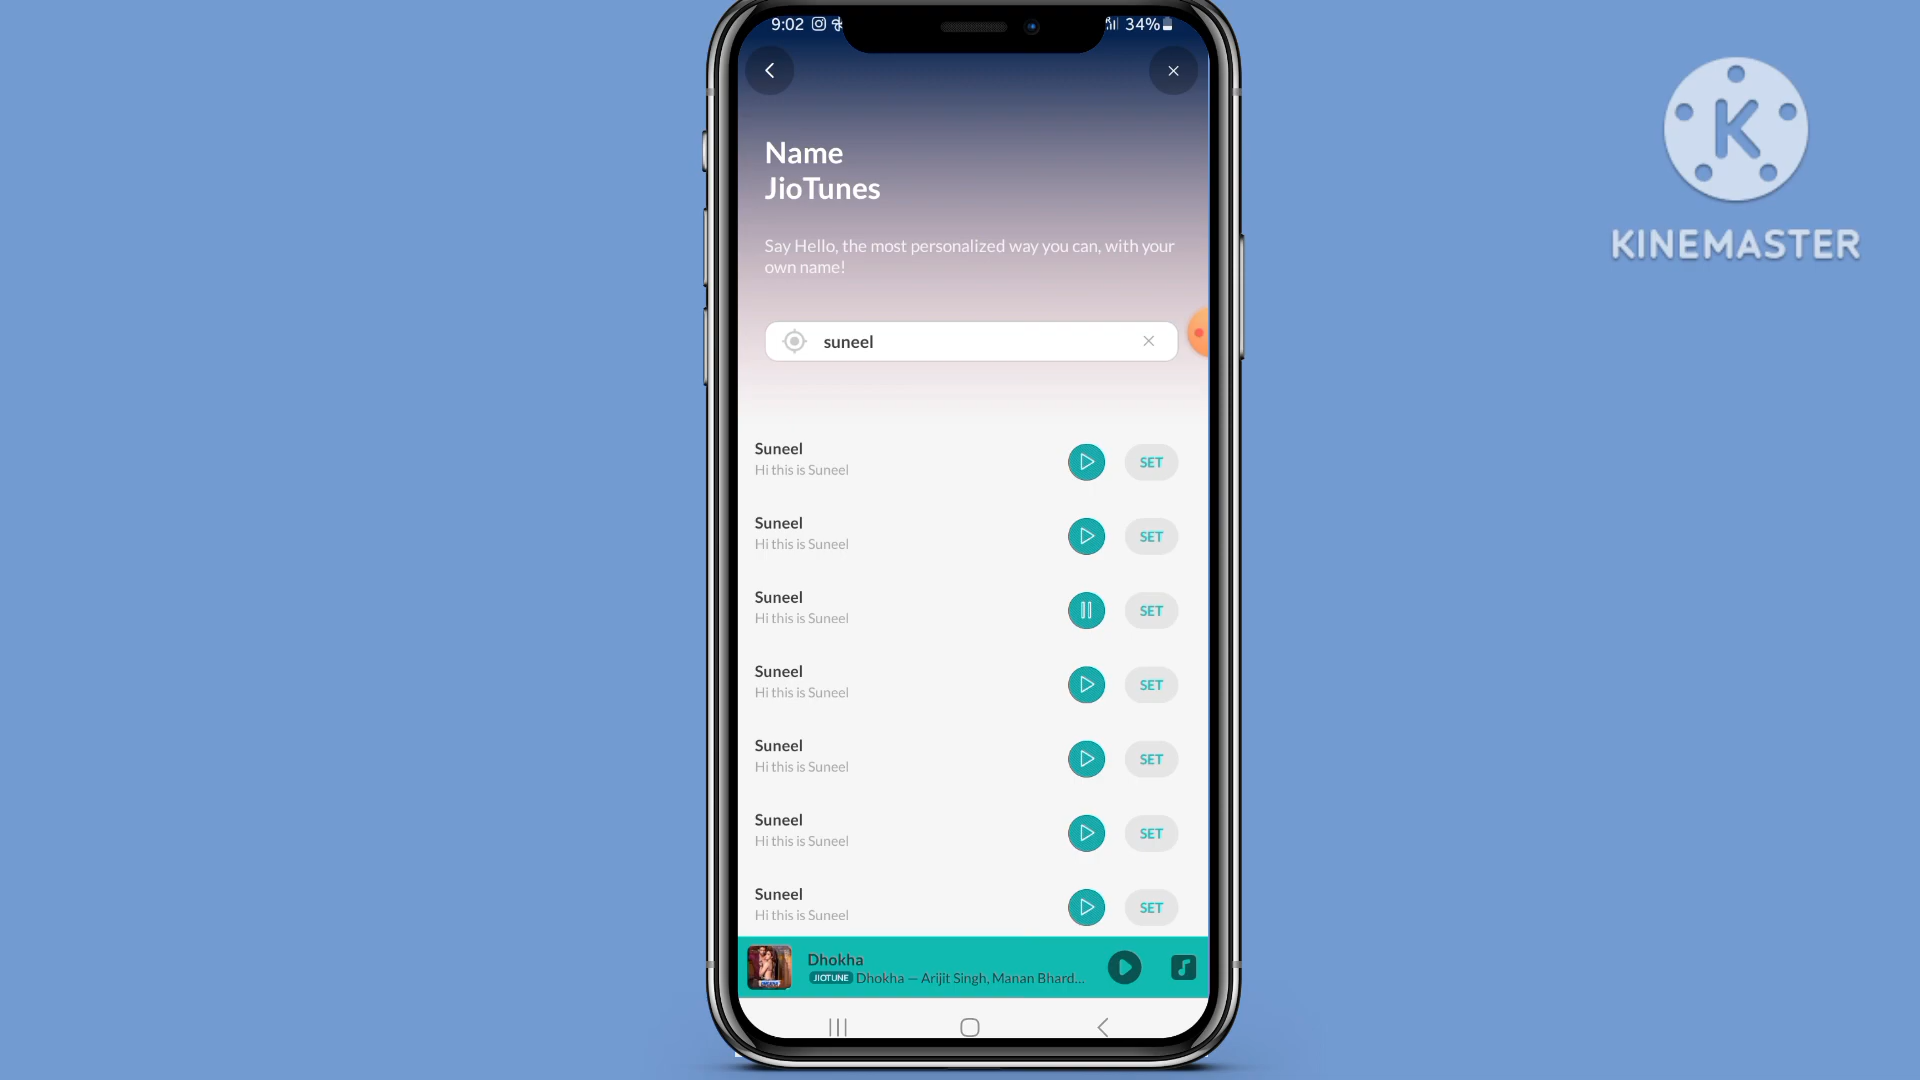 9:02
34%
Name
JioTunes
Say Hello, the most personalized way you can, with your
own name!
suneel
Suneel
SET
Hi this is Suneel
Suneel
SET
Hi this is Suneel
Suneel
SET
Hi this is Suneel
Suneel
SET
Hi this is Suneel
Suneel
SET
Hi this is Suneel
Suneel
SET
Hi this is Suneel
Suneel
SET
Hi this is Suneel
Dhokha
JIOTUNE Dhokha — Arijit Singh, Manan Bhard...
K
KINEMASTER